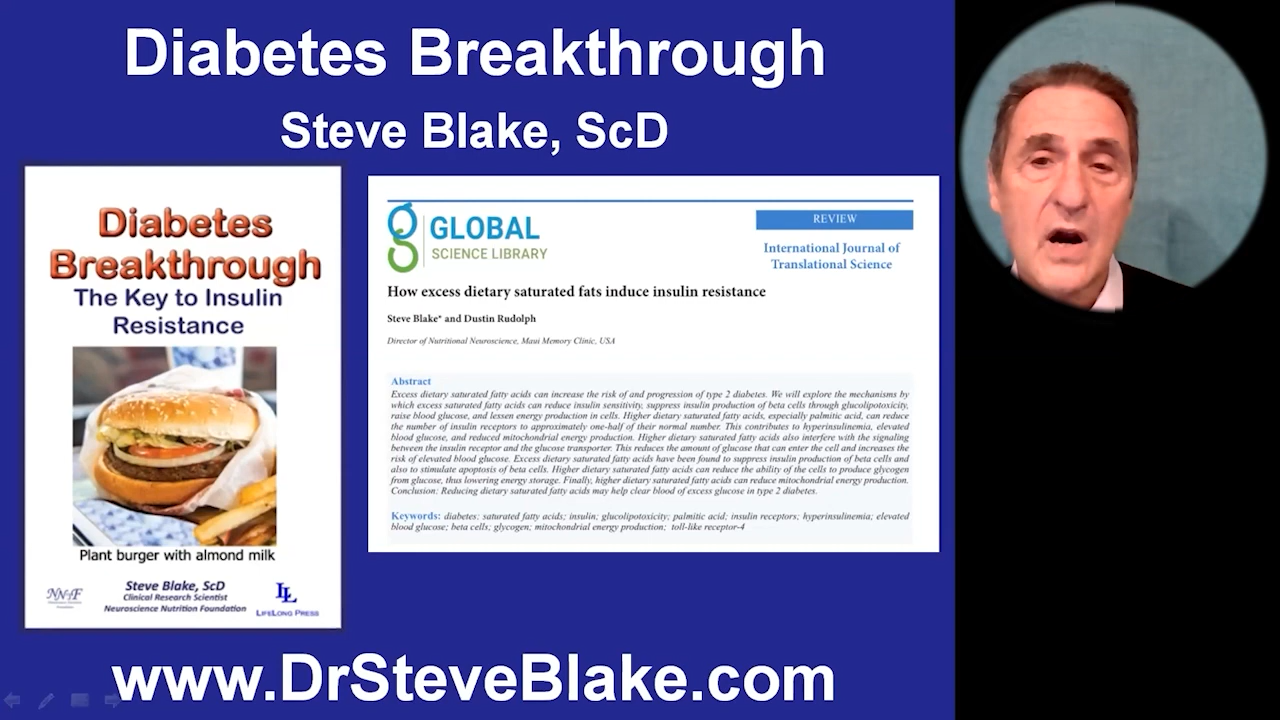 Diabetes Breakthrough
Steve Blake, ScD
Diabetes
Breakthrough
The Key to Insulin
Resistance
Plant burger with almond milk
NNF
Steve Blake, ScD
Clinical Research Scientist
Neuroscience Nutrition Foundation
LL
LifeLong Press
GLOBAL
SCIENCE LIBRARY
REVIEW
International Journal of
Translational Science
How excess dietary saturated fats induce insulin resistance
Steve Blake* and Dustin Rudolph
Director of Nutritional Neuroscience, Maui Memory Clinic, USA
Abstract
Excess dietary saturated fatty acids can increase the risk of and progression of type 2 diabetes. We will explore the mechanisms by
which excess saturated fatty acids can reduce insulin sensitivity, suppress insulin production of beta cells through glucolipotoxicity,
raise blood glucose, and lessen energy production in cells. Higher dietary saturated fatty acids, especially palmitic acid, can reduce
the number of insulin receptors to approximately one-half of their normal number. This contributes to hyperinsulinemia, elevated
blood glucose, and reduced mitochondrial energy production. Higher dietary saturated fatty acids also interfere with the signaling
between the insulin receptor and the glucose transporter. This reduces the amount of glucose that can enter the cell and increases the
risk of elevated blood glucose. Excess dietary saturated fatty acids have been found to suppress insulin production of beta cells and
also to stimulate apoptosis of beta cells. Higher dietary saturated fatty acids can reduce the ability of the cells to produce glycogen
from glucose, thus lowering energy storage. Finally, higher dietary saturated fatty acids can reduce mitochondrial energy production.
Conclusion: Reducing dietary saturated fatty acids may help clear blood of excess glucose in type 2 diabetes.
Keywords: diabetes; saturated fatty acids; insulin; glucolipotoxicity; palmitic acid; insulin receptors; hyperinsulinemia; elevated
blood glucose; beta cells; glycogen; mitochondrial energy production; toll-like receptor-4
www.DrSteveBlake.com